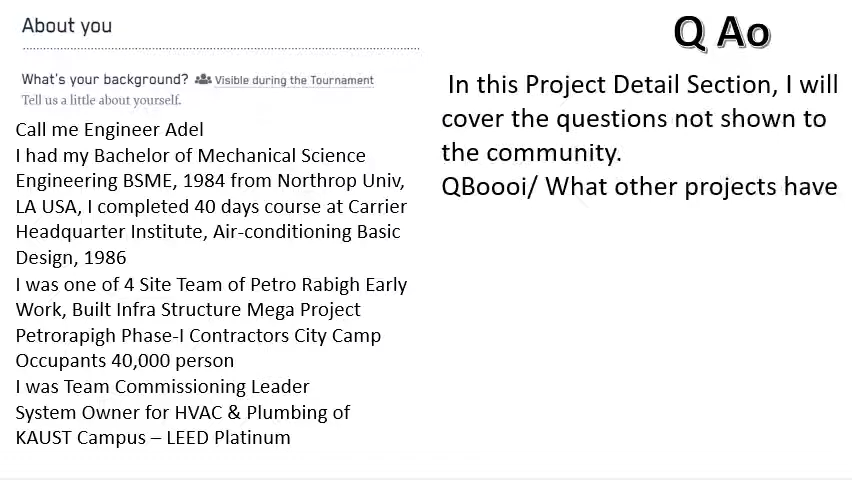 About you
What's your background? Visible during the Tournament
Tell us a little about yourself.
Call me Engineer Adel
I had my Bachelor of Mechanical Science
Engineering BSME, 1984 from Northrop Univ,
LA USA, I completed 40 days course at Carrier
Headquarter Institute, Air-conditioning Basic
Design, 1986
I was one of 4 Site Team of Petro Rabigh Early
Work, Built Infra Structure Mega Project
Petrorapigh Phase-I Contractors City Camp
Occupants 40,000 person
I was Team Commissioning Leader
System Owner for HVAC & Plumbing of
KAUST Campus – LEED Platinum
Q Ao
In this Project Detail Section, I will
cover the questions not shown to
the community.
QBoooi/ What other projects have